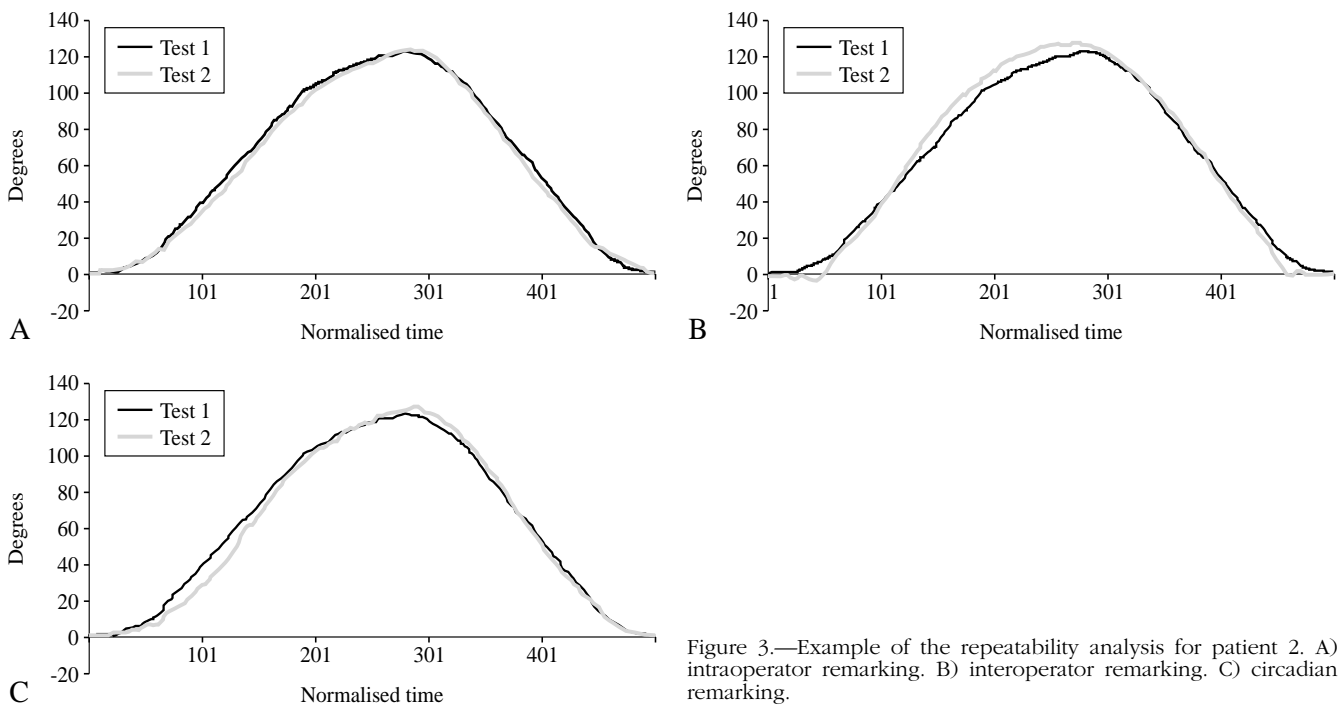 140
120
100
80
60
40
20
0
-20
Degrees
Test 1
Test 2
101
201
301
401
Normalised time
A
140
120
100
80
60
40
20
0
-20
Degrees
Test 1
Test 2
1
101
201
301
401
Normalised time
B
140
120
100
80
60
40
20
0
-20
Degrees
Test 1
Test 2
101
201
301
401
Normalised time
C
Figure 3.—Example of the repeatability analysis for patient 2. A)
intraoperator remarking. B) interoperator remarking. C) circadian
remarking.